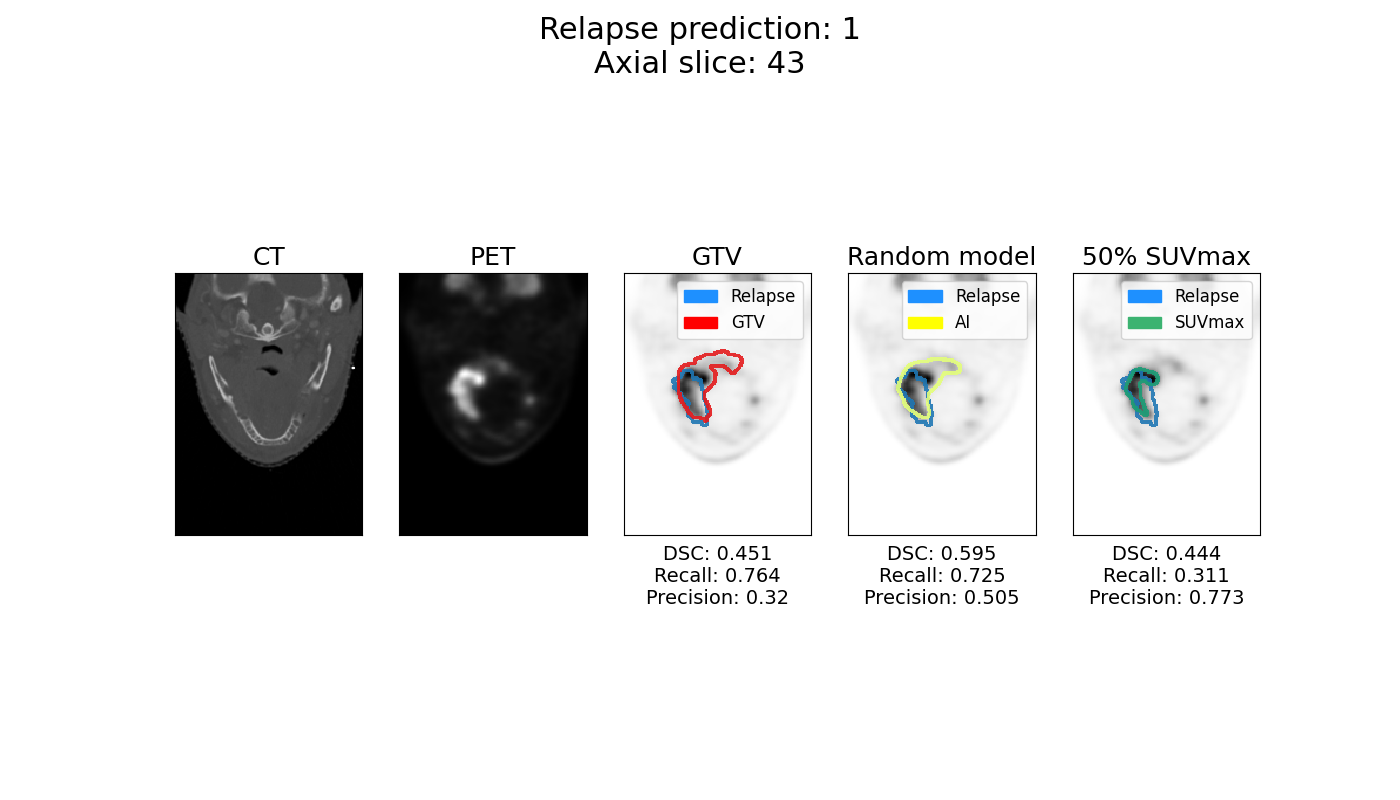 Relapse prediction: 1
Axial slice: 43
CT
PET
GTV
Relapse
GTV
DSC: 0.451
Recall: 0.764
Precision: 0.32
Random model
Relapse
AI
DSC: 0.595
Recall: 0.725
Precision: 0.505
50% SUVmax
Relapse
SUVmax
DSC: 0.444
Recall: 0.311
Precision: 0.773